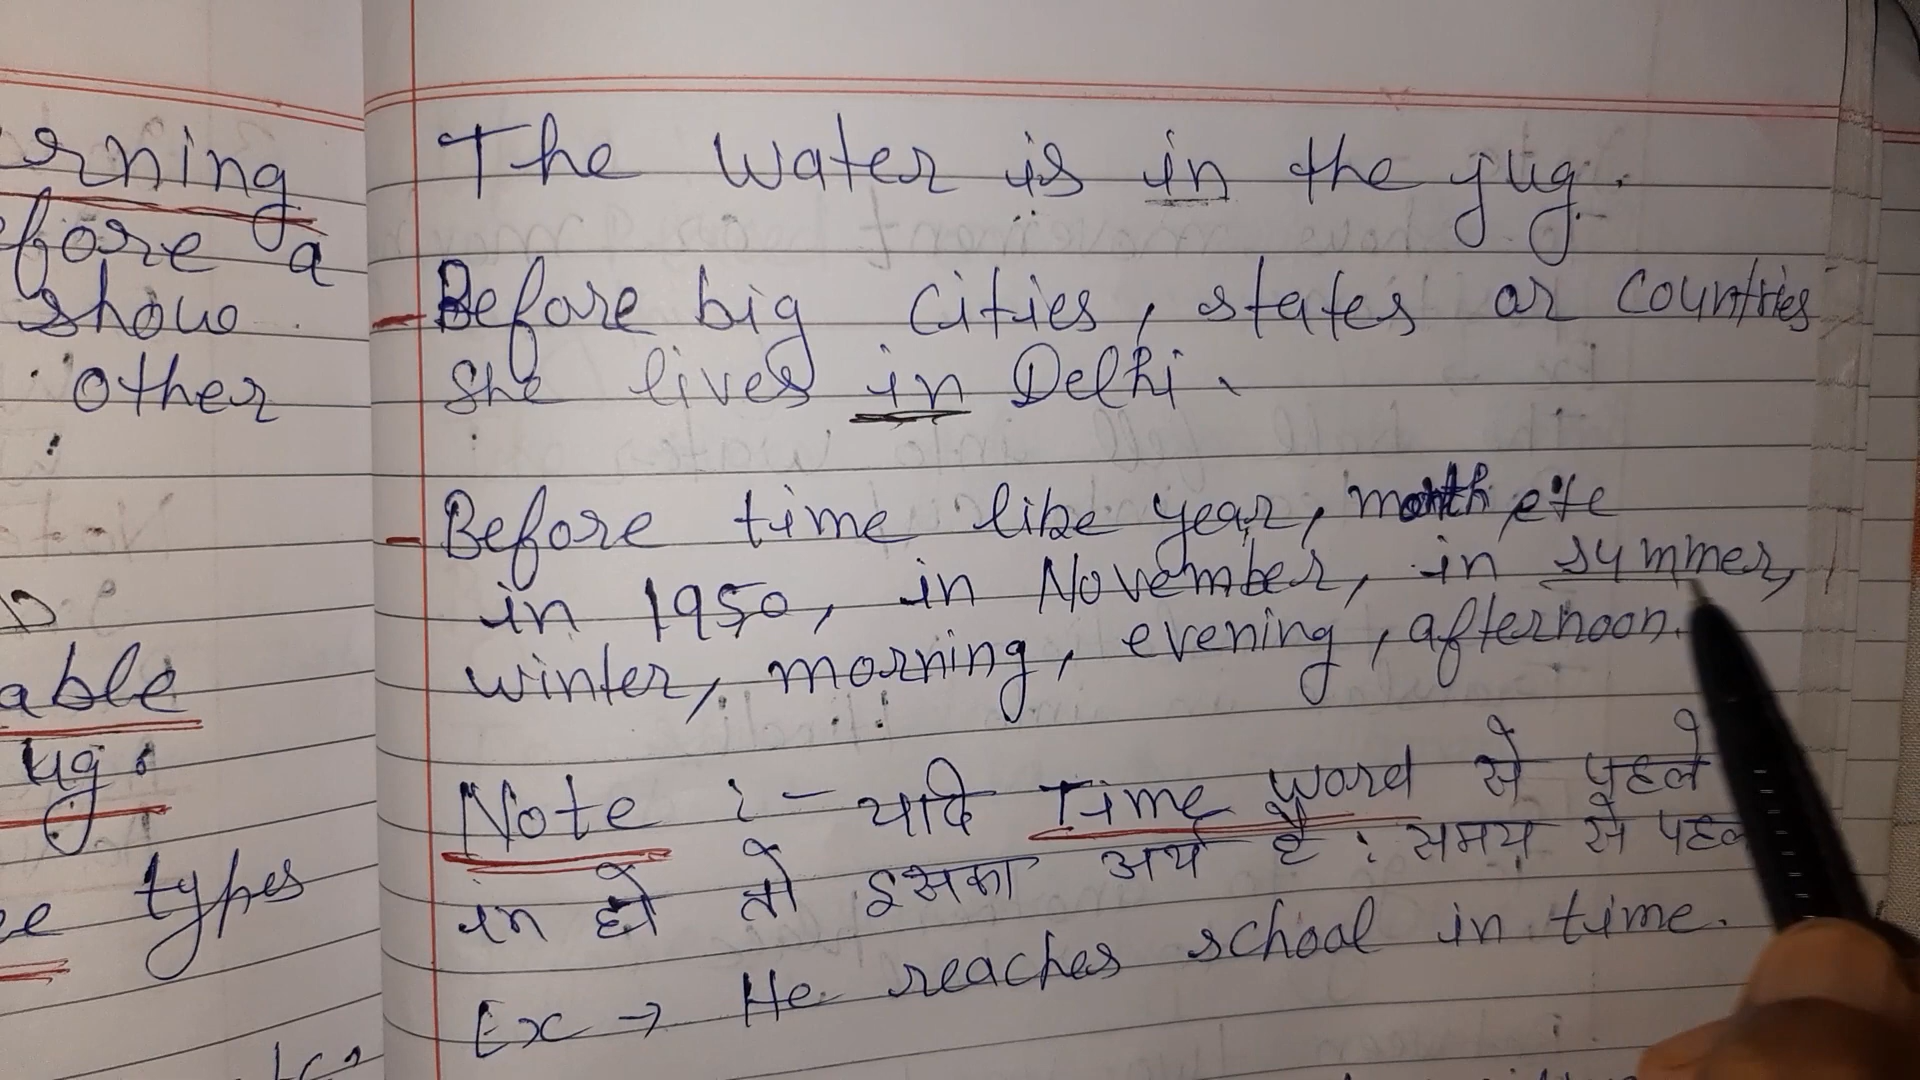 The water is in the jug.
- Before big cities, states or countries
She lives in Delhi.
- Before time like year, month etc
in 1950, in November, in summer,
winter, morning, evening, afternoon.
Note :- यदि Time word से पहले
in हो तो इसका अर्थ है : समय से पहले
Ex → He reaches school in time.
erning
efore a
show
other
able
ug.
types